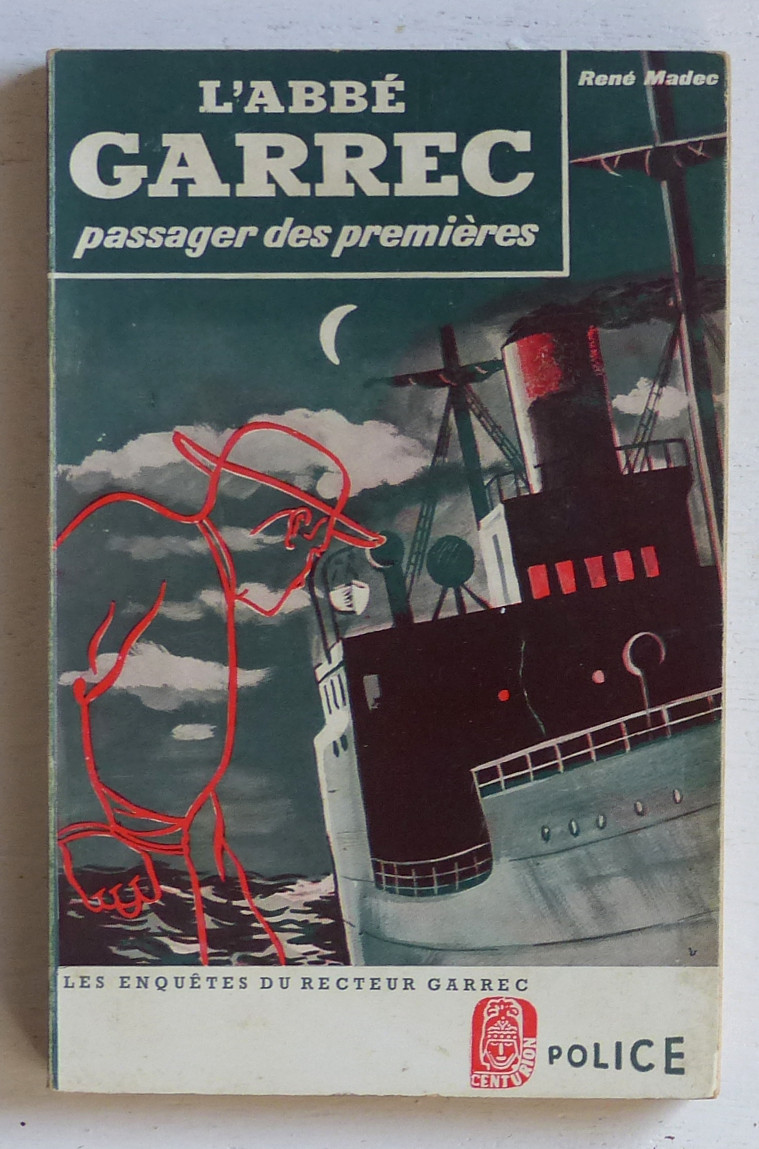 L'ABBÉ
GARREC
passager des premières
René Madec
LES ENQUÊTES DU RECTEUR GARREC
CENTURION
POLICE